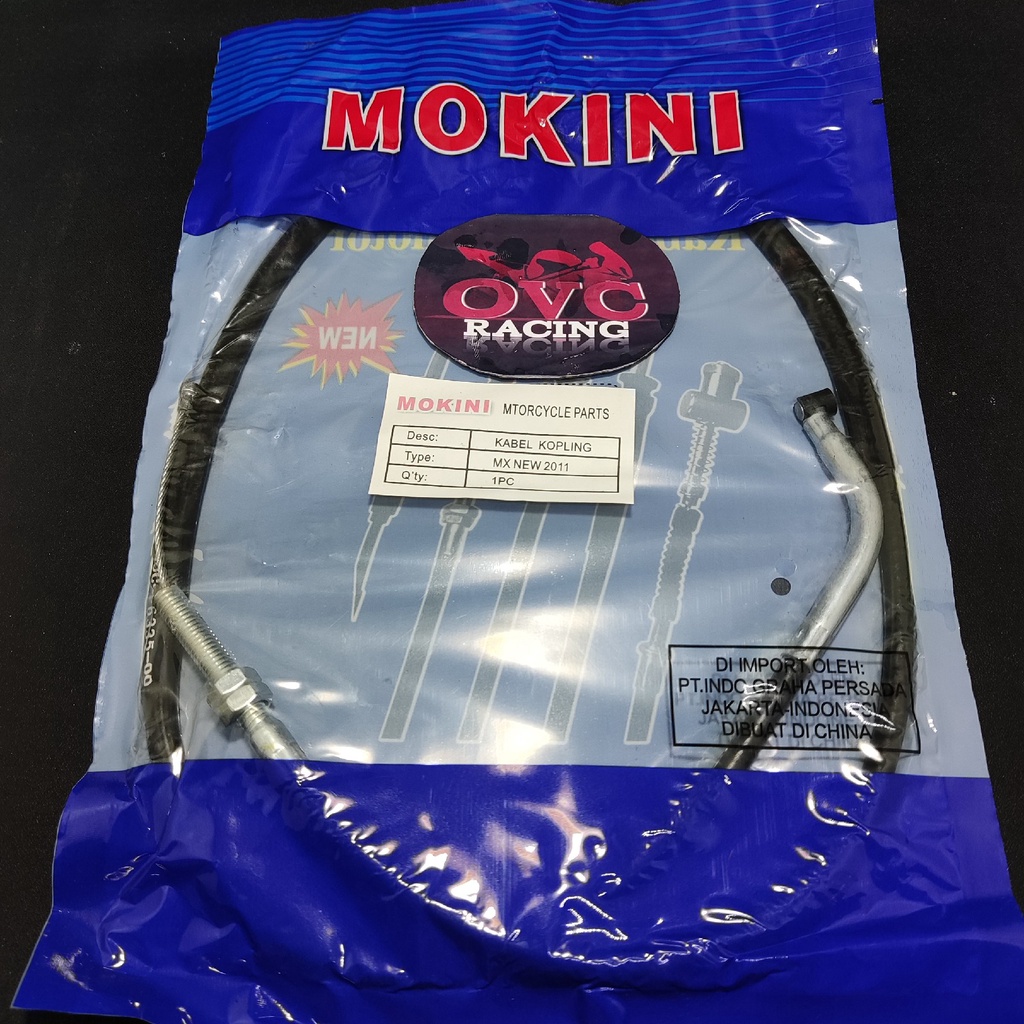 MOKINI
NEW
OVC
RACING
MOKINI MTORCYCLE PARTS
Desc: KABEL KOPLING
Type: MX NEW 2011
Q'ty: 1PC
DI IMPORT OLEH:
PT.INDO GRAHA PERSADA
JAKARTA-INDONESIA
DIBUAT DI CHINA